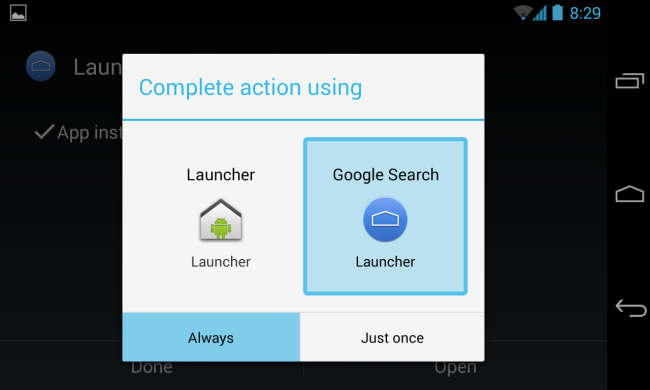 8:29
Laun
Complete action using
App inst
Launcher
Google Search
Launcher
Launcher
Always
Just once
Done
Open